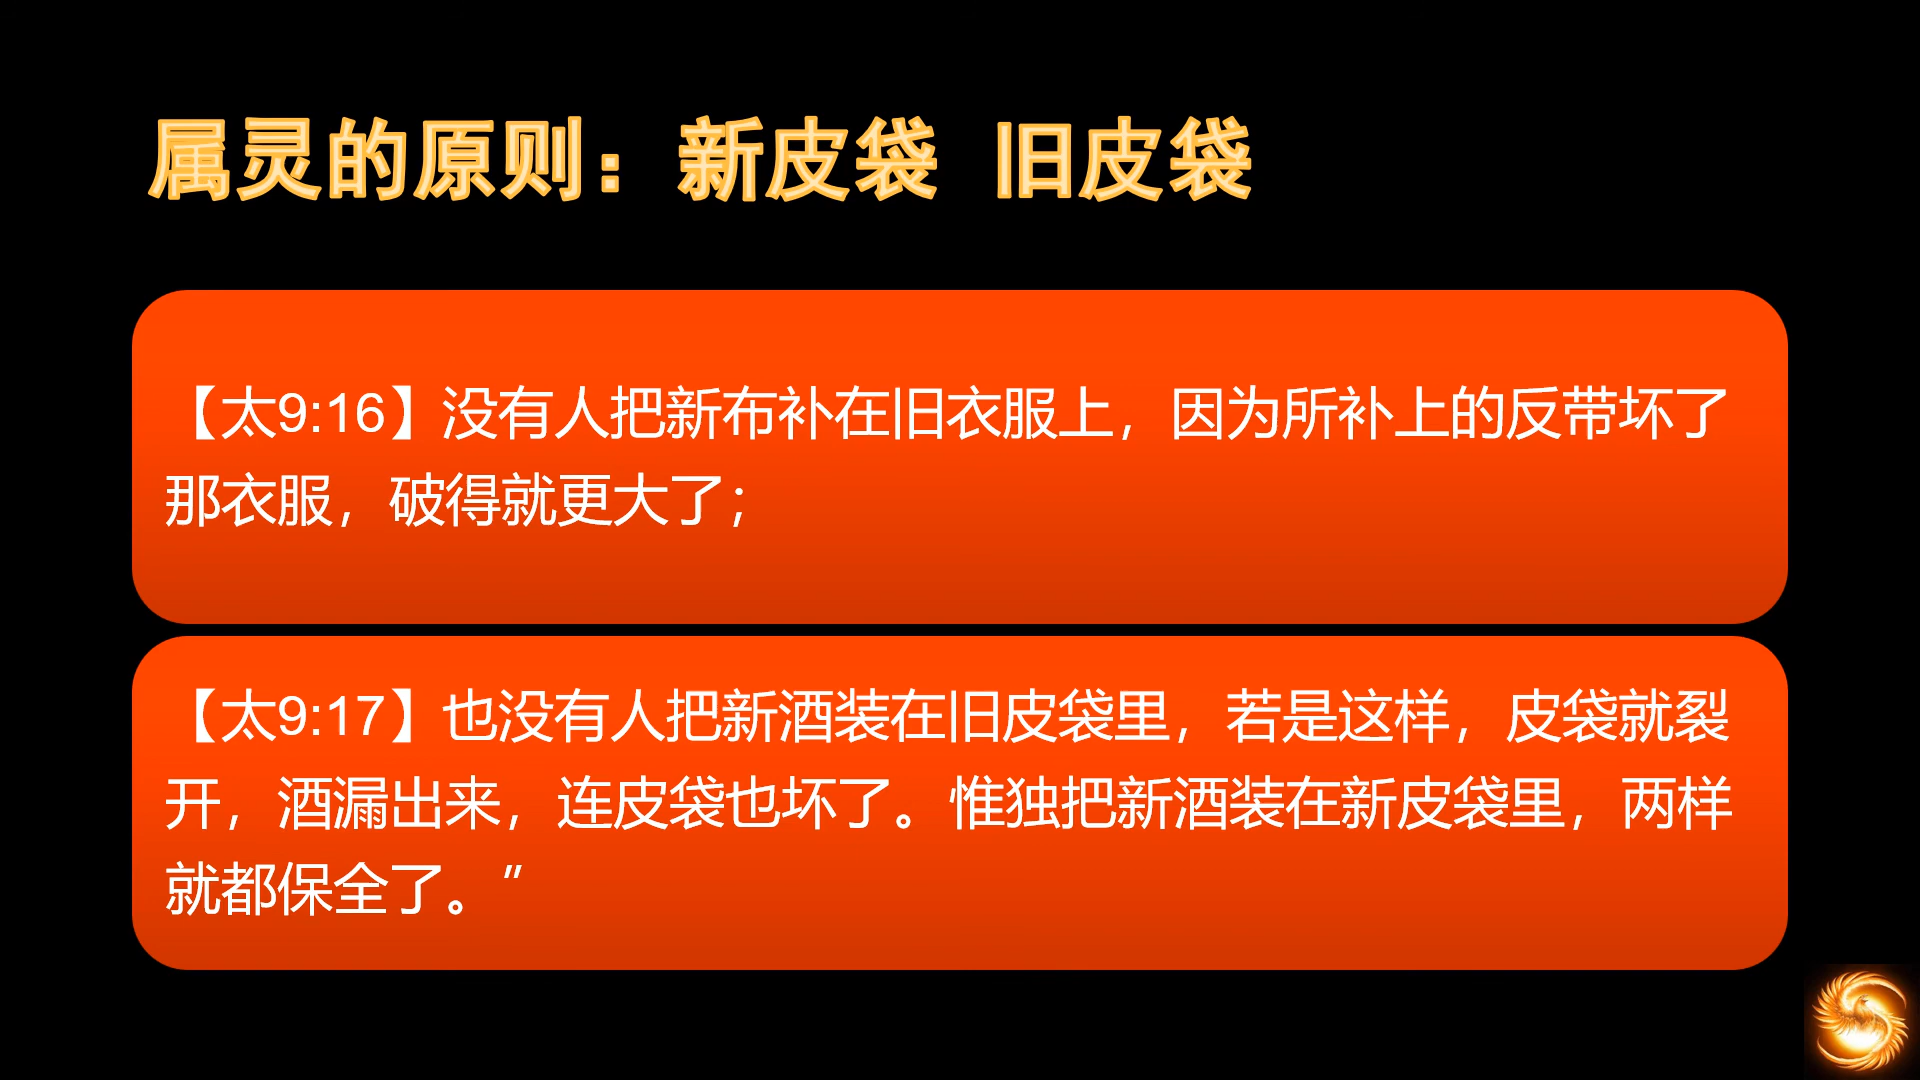 属灵的原则：新皮袋 旧皮袋
【太9:16】没有人把新布补在旧衣服上，因为所补上的反带坏了
那衣服，破得就更大了；
【太9:17】也没有人把新酒装在旧皮袋里，若是这样，皮袋就裂
开，酒漏出来，连皮袋也坏了。惟独把新酒装在新皮袋里，两样
就都保全了。”